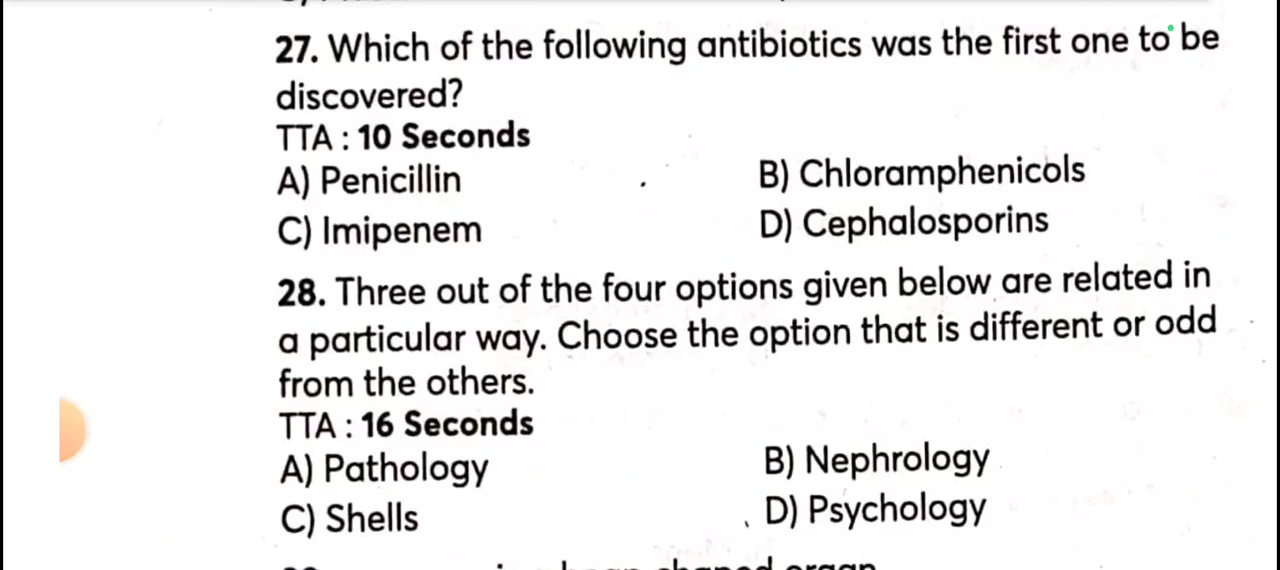 27. Which of the following antibiotics was the first one to be
discovered?
TTA : 10 Seconds
A) Penicillin
B) Chloramphenicols
C) Imipenem
D) Cephalosporins
28. Three out of the four options given below are related in
a particular way. Choose the option that is different or odd
from the others.
TTA : 16 Seconds
A) Pathology
B) Nephrology
C) Shells
D) Psychology